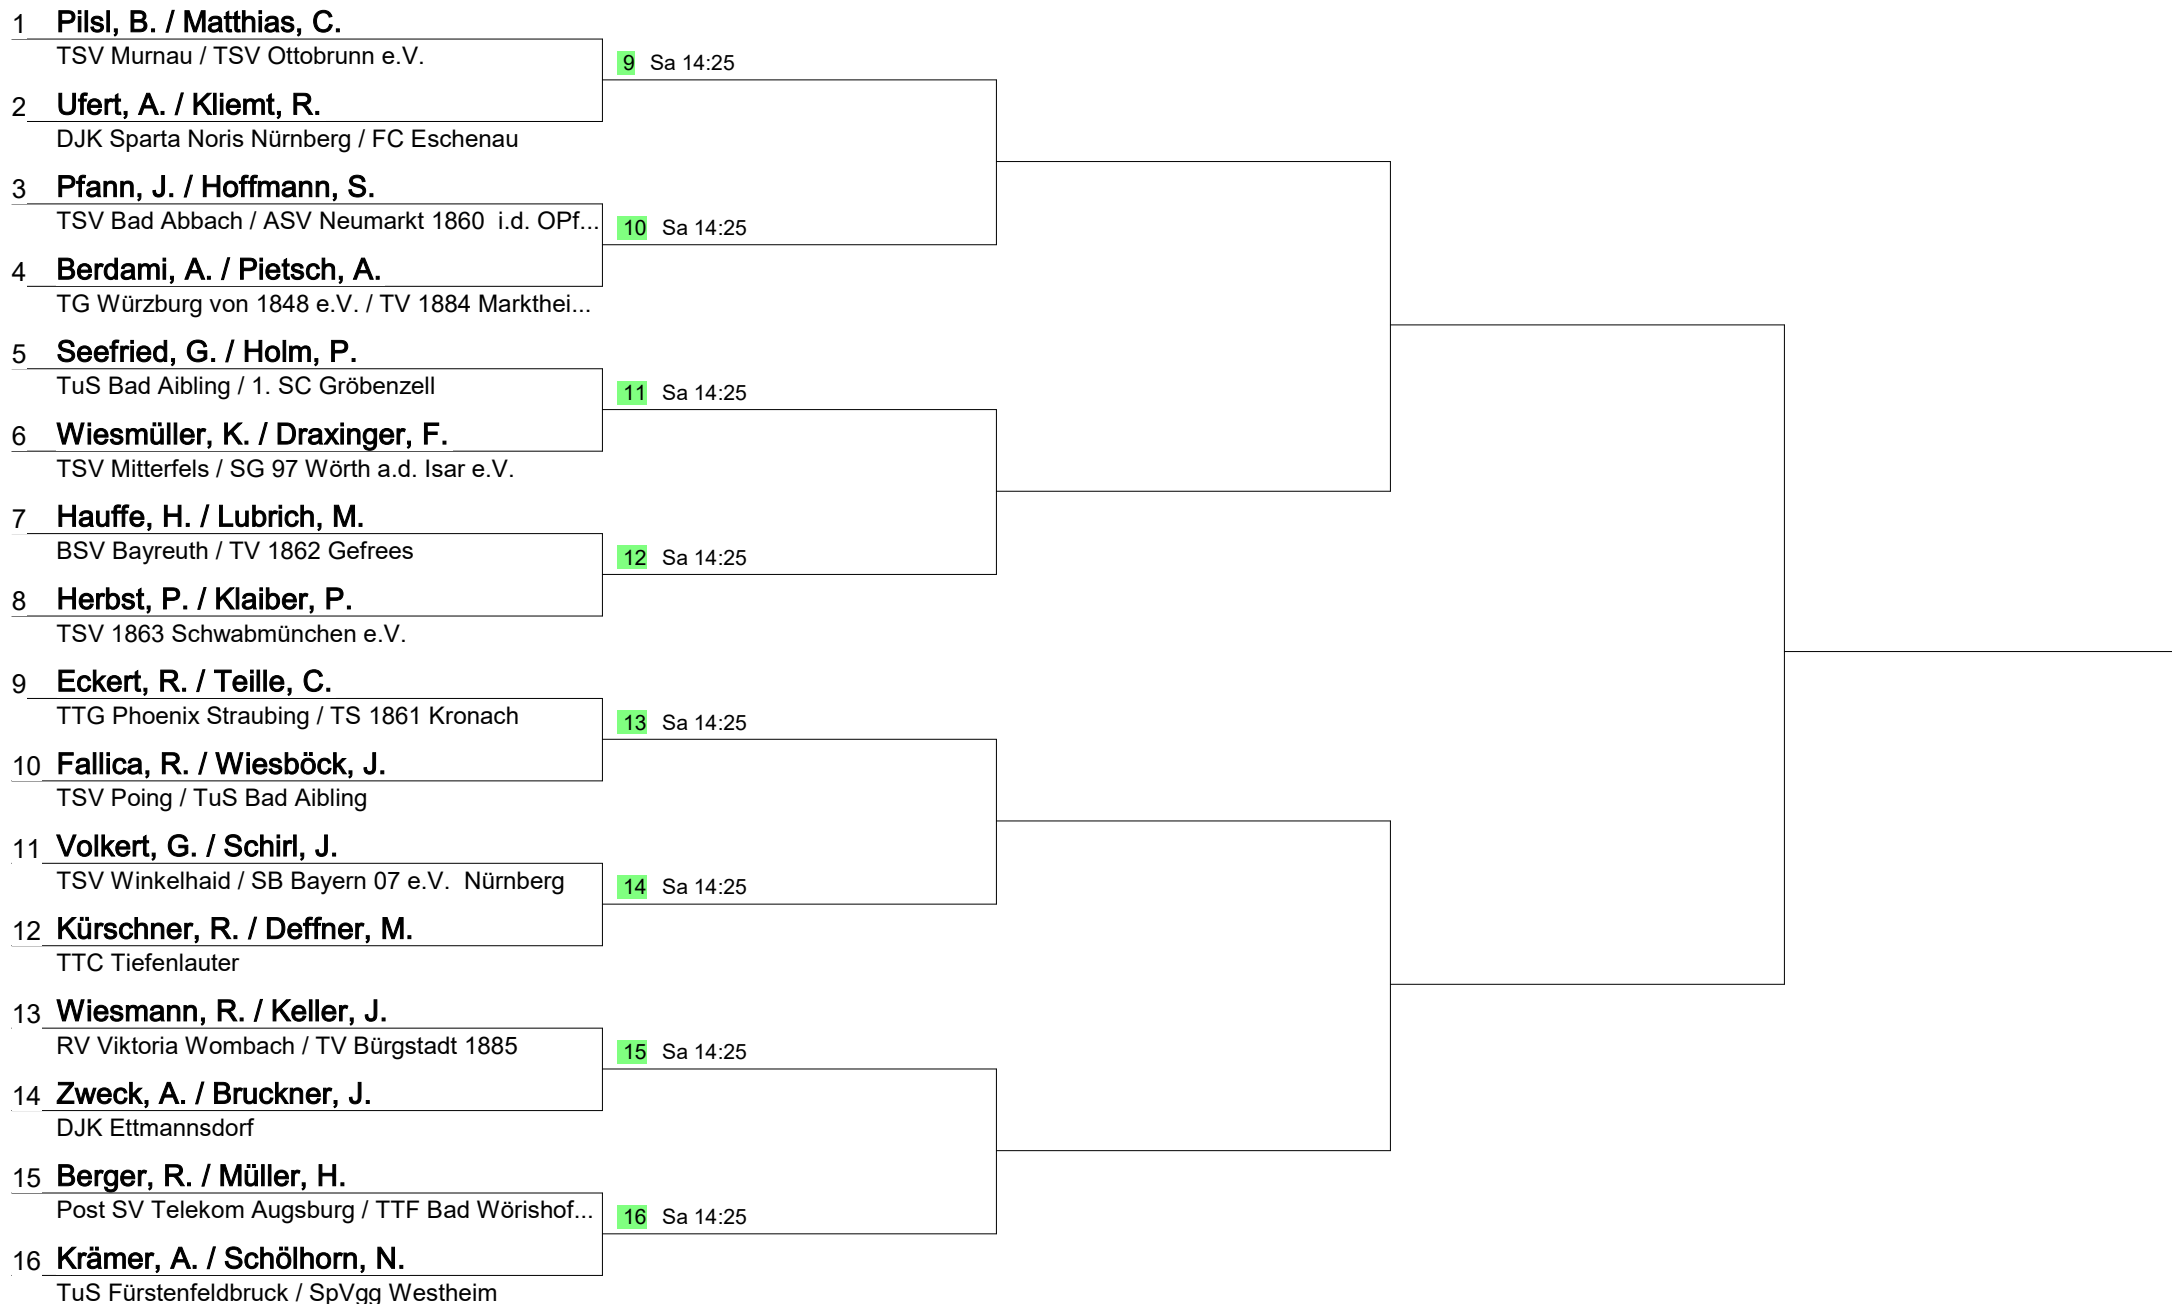 1 Pilsl, B. / Matthias, C.
TSV Murnau / TSV Ottobrunn e.V.
9 Sa 14:25
2 Ufert, A. / Kliemt, R.
DJK Sparta Noris Nürnberg / FC Eschenau
3 Pfann, J. / Hoffmann, S.
TSV Bad Abbach / ASV Neumarkt 1860 i.d. OPf...
10 Sa 14:25
4 Berdami, A. / Pietsch, A.
TG Würzburg von 1848 e.V. / TV 1884 Markthei...
5 Seefried, G. / Holm, P.
TuS Bad Aibling / 1. SC Gröbenzell
11 Sa 14:25
6 Wiesmüller, K. / Draxinger, F.
TSV Mitterfels / SG 97 Wörth a.d. Isar e.V.
7 Hauffe, H. / Lubrich, M.
BSV Bayreuth / TV 1862 Gefrees
12 Sa 14:25
8 Herbst, P. / Klaiber, P.
TSV 1863 Schwabmünchen e.V.
9 Eckert, R. / Teille, C.
TTG Phoenix Straubing / TS 1861 Kronach
13 Sa 14:25
10 Fallica, R. / Wiesböck, J.
TSV Poing / TuS Bad Aibling
11 Volkert, G. / Schirl, J.
TSV Winkelhaid / SB Bayern 07 e.V. Nürnberg
14 Sa 14:25
12 Kürschner, R. / Deffner, M.
TTC Tiefenlauter
13 Wiesmann, R. / Keller, J.
RV Viktoria Wombach / TV Bürgstadt 1885
15 Sa 14:25
14 Zweck, A. / Bruckner, J.
DJK Ettmannsdorf
15 Berger, R. / Müller, H.
Post SV Telekom Augsburg / TTF Bad Wörishof...
16 Sa 14:25
16 Krämer, A. / Schölhorn, N.
TuS Fürstenfeldbruck / SpVgg Westheim